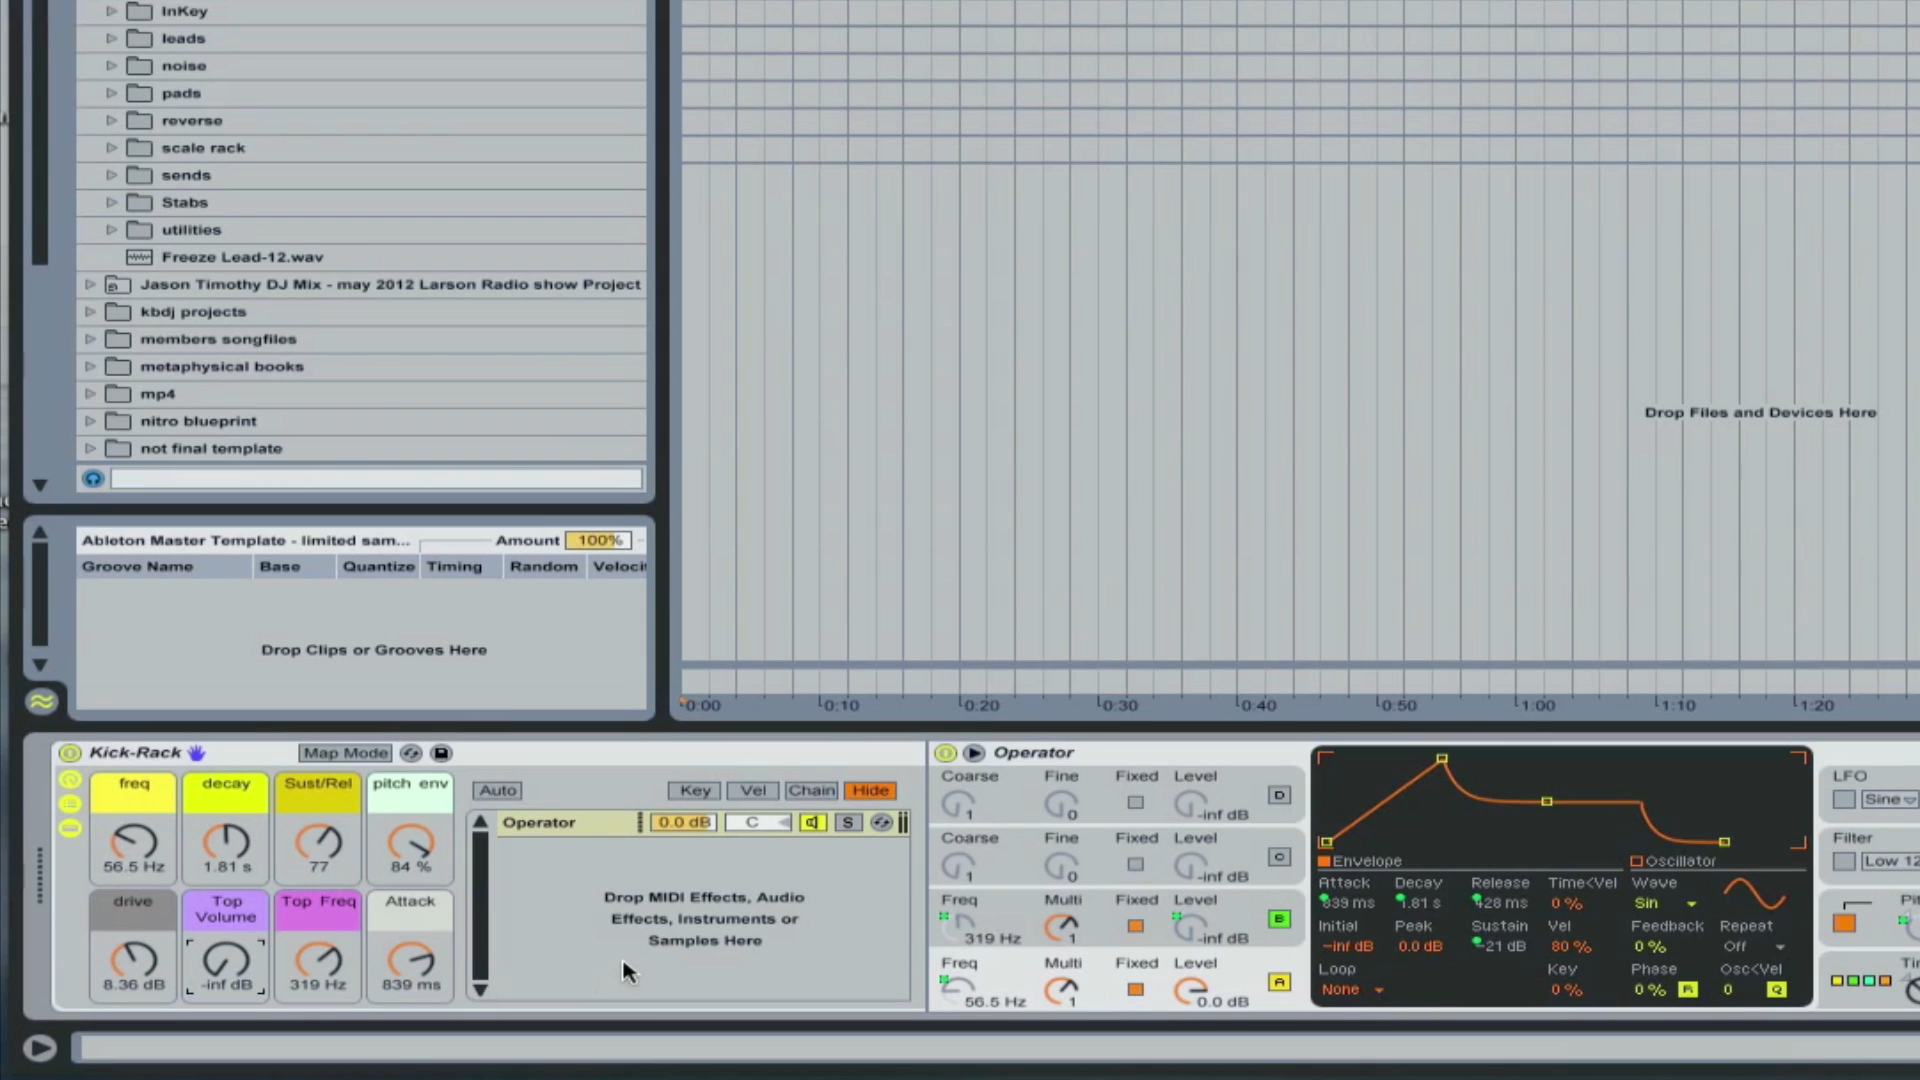 InKey
leads
noise
pads
reverse
scale rack
sends
Stabs
utilities
Freeze Lead-12.wav
Jason Timothy DJ Mix - may 2012 Larson Radio show Project
kbdj projects
members songfiles
metaphysical books
mp4
nitro blueprint
not final template
Drop Files and Devices Here
Ableton Master Template - limited sam... Amount 100%
Groove Name Base Quantize Timing Random Veloci
Drop Clips or Grooves Here
0:00 0:10 0:20 0:30 0:40 0:50 1:00 1:10 1:20
Kick-Rack Map Mode
freq decay Sust/Rel pitch env
56.5 Hz 1.81 s 77 84 %
drive Top Volume Top Freq Attack
8.36 dB -inf dB 319 Hz 839 ms
Auto Key Vel Chain Hide
Operator 0.0 dB C S
Drop MIDI Effects, Audio
Effects, Instruments or
Samples Here
Operator
Coarse Fine Fixed Level
1 0 -inf dB D
Coarse Fine Fixed Level
1 0 -inf dB C
Freq Multi Fixed Level
319 Hz 1 -inf dB B
Freq Multi Fixed Level
56.5 Hz 1 0.0 dB A
Envelope Oscillator
Attack Decay Release Time<Vel Wave
839 ms 1.81 s 428 ms 0 % Sin
Initial Peak Sustain Vel Feedback Repeat
-inf dB 0.0 dB -21 dB 80 % 0 % Off
Loop Key Phase Osc<Vel
None 0 % 0 % R 0 Q
LFO
Sine
Filter
Low 12